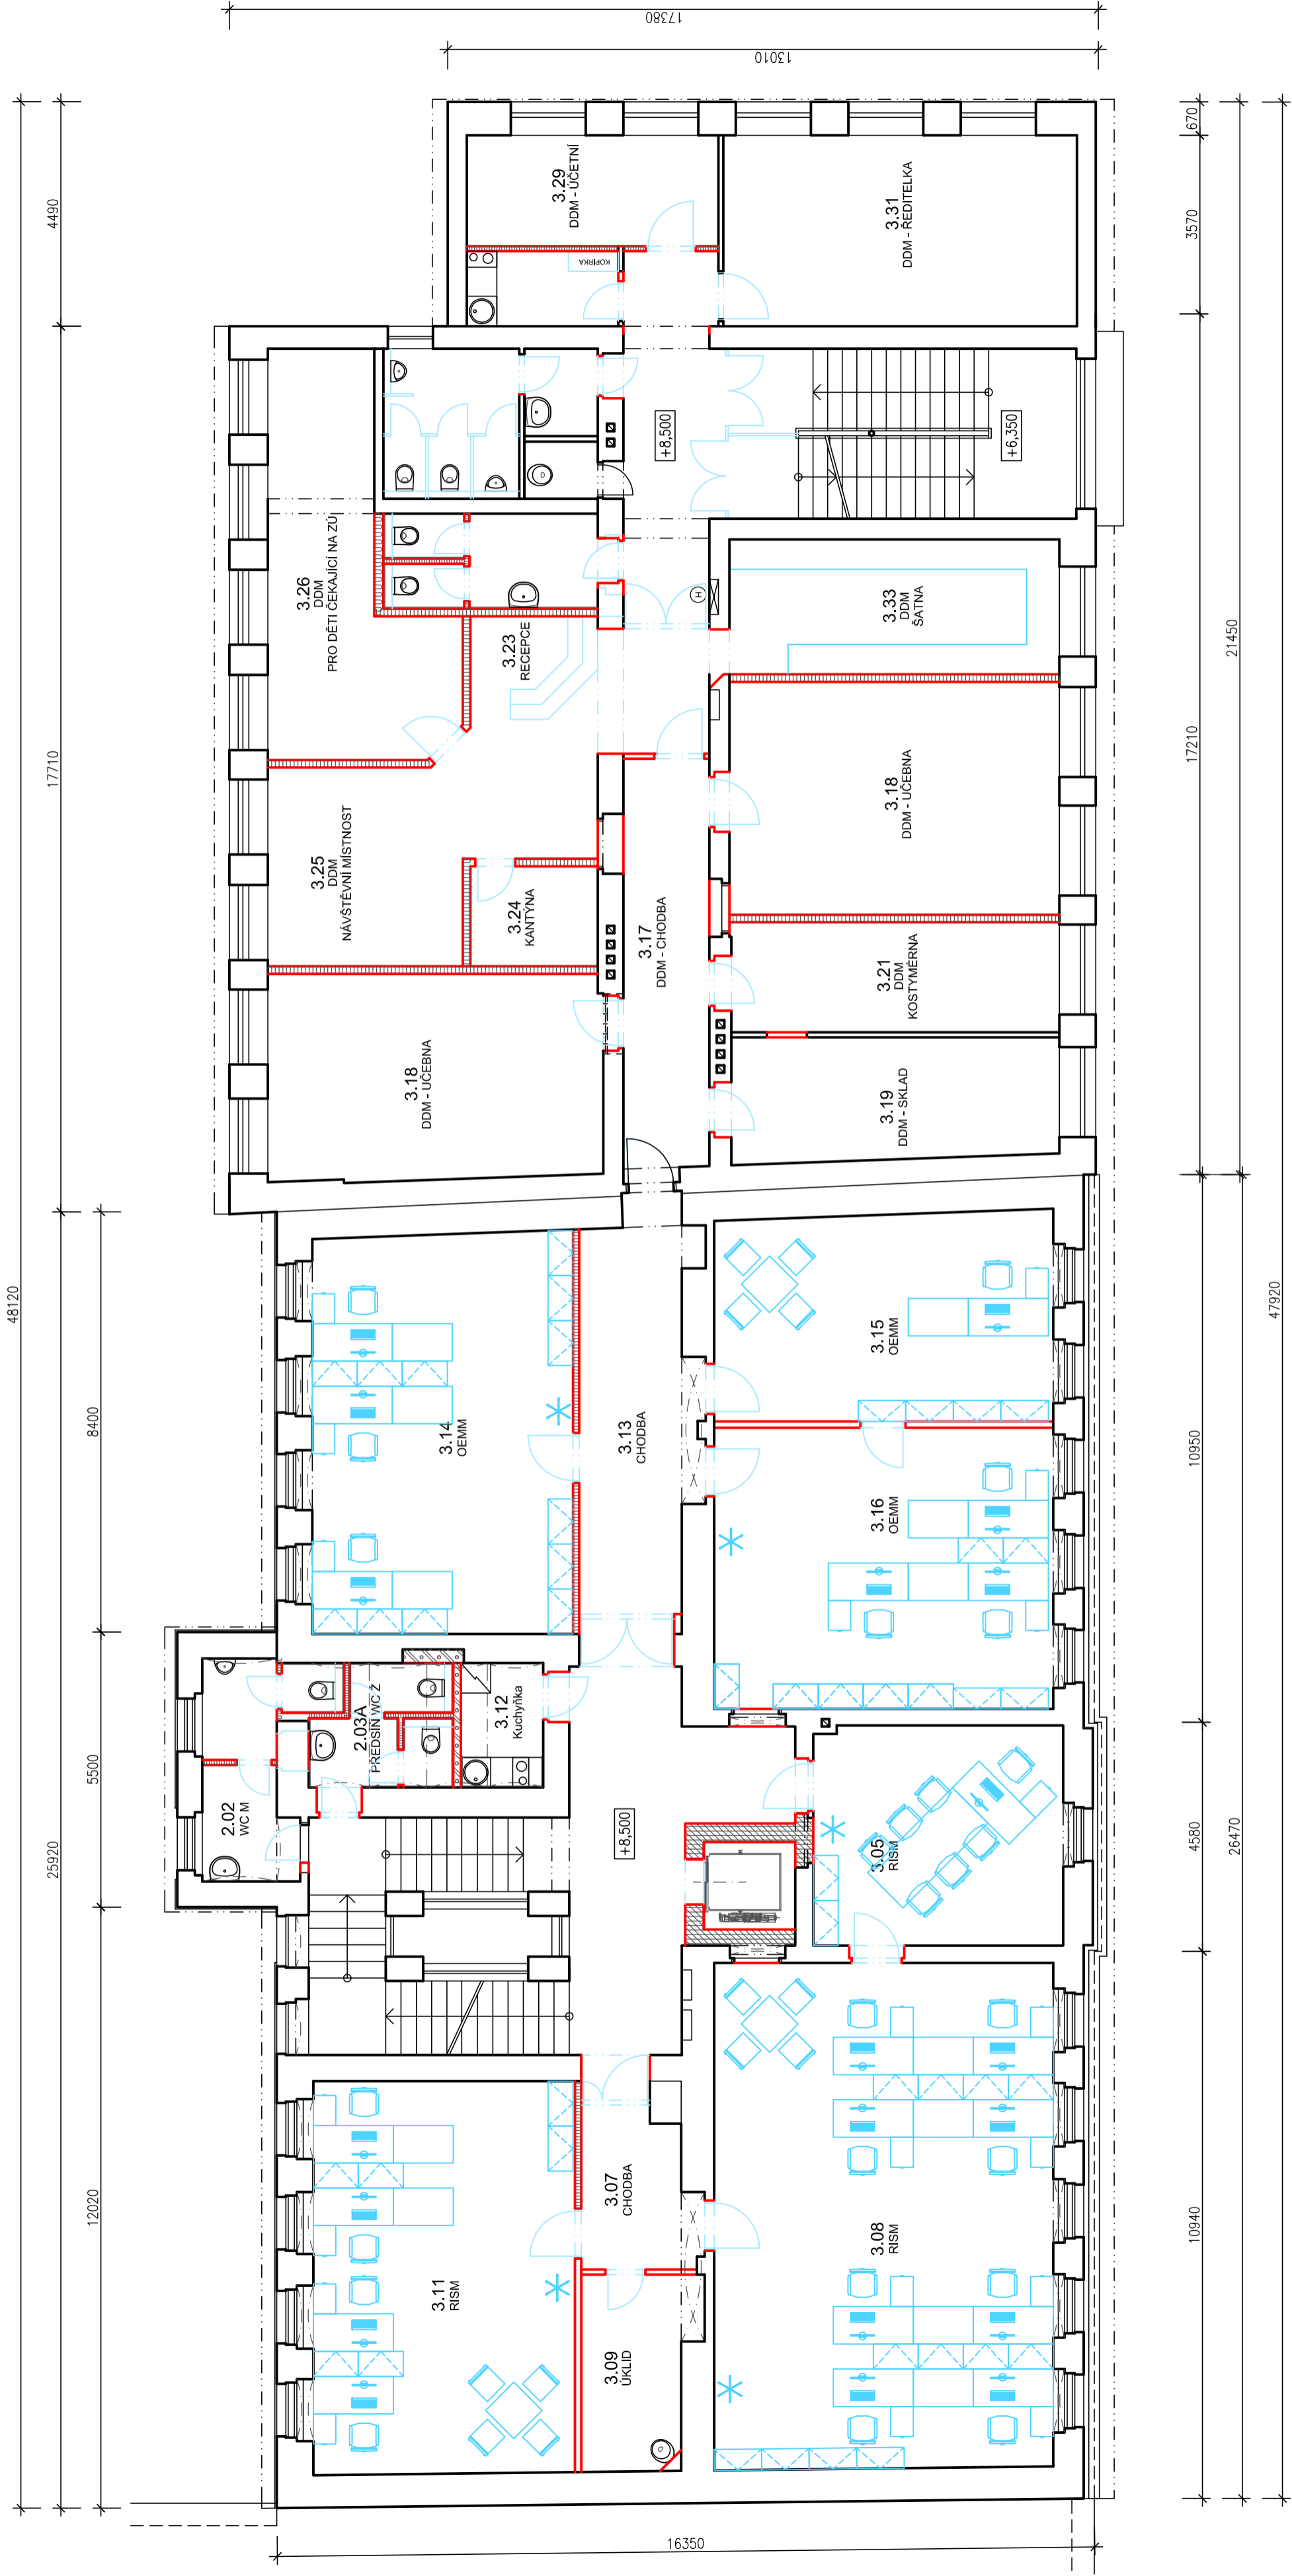 48120
4490
17710
25920
8400
5500
12020
17380
13010
3.29
DDM - ÚČETNÍ
KOPÍRKA
3.31
DDM - ŘEDITELKA
+8,500
+6,350
3.26
DDM
PRO DĚTI ČEKAJÍCÍ NA ZÚ
3.23
RECEPCE
H
3.33
DDM
ŠATNA
3.25
DDM
NÁVŠTĚVNÍ MÍSTNOST
3.24
KANTÝNA
3.17
DDM - CHODBA
3.18
DDM - UČEBNA
3.21
DDM
KOSTYMÉRNA
3.18
DDM - UČEBNA
3.19
DDM - SKLAD
3.14
OEMM
3.13
CHODBA
3.15
OEMM
3.16
OEMM
2.02
WC M
2.03A
PŘEDSÍŇ WC Ž
3.12
Kuchyňka
+8,500
3.05
RISM
3.11
RISM
3.07
CHODBA
3.09
ÚKLID
3.08
RISM
670
3570
17210
21450
10950
4580
10940
26470
47920
16350